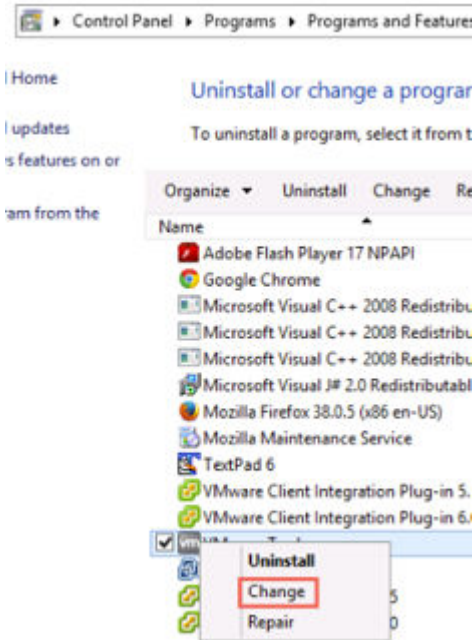 Control Panel ▸ Programs ▸ Programs and Features
Home
Uninstall or change a program
updates
To uninstall a program, select it from t
s features on or
ram from the
Organize Uninstall Change Re
Name
Adobe Flash Player 17 NPAPI
Google Chrome
Microsoft Visual C++ 2008 Redistribu
Microsoft Visual C++ 2008 Redistribu
Microsoft Visual C++ 2008 Redistribu
Microsoft Visual J# 2.0 Redistributabl
Mozilla Firefox 38.0.5 (x86 en-US)
Mozilla Maintenance Service
TextPad 6
VMware Client Integration Plug-in 5.
VMware Client Integration Plug-in 6.
vm
Uninstall
Change 5
Repair 0